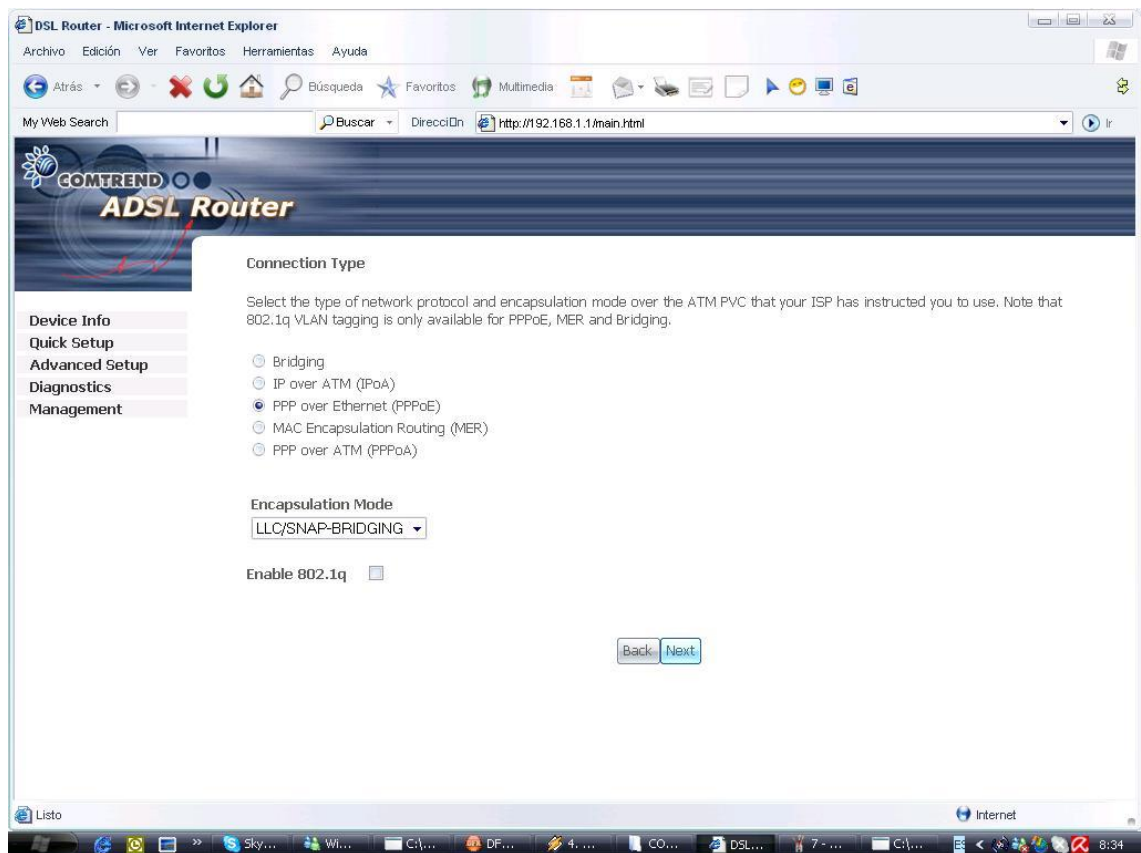 DSL Router - Microsoft Internet Explorer
Archivo Edición Ver Favoritos Herramientas Ayuda
Atrás Búsqueda Favoritos Multimedia
My Web Search Buscar Direcci�n http://192.168.1.1/main.html Ir
COMTREND
ADSL Router
Connection Type
Select the type of network protocol and encapsulation mode over the ATM PVC that your ISP has instructed you to use. Note that
802.1q VLAN tagging is only available for PPPoE, MER and Bridging.
Device Info
Quick Setup
Advanced Setup
Diagnostics
Management
Bridging
IP over ATM (IPoA)
PPP over Ethernet (PPPoE)
MAC Encapsulation Routing (MER)
PPP over ATM (PPPoA)
Encapsulation Mode
LLC/SNAP-BRIDGING
Enable 802.1q
Back Next
Listo Internet
» Sky... Wi... C:\... DF... 4. ... CO... DSL... 7 - ... C:\... ES < 8:34